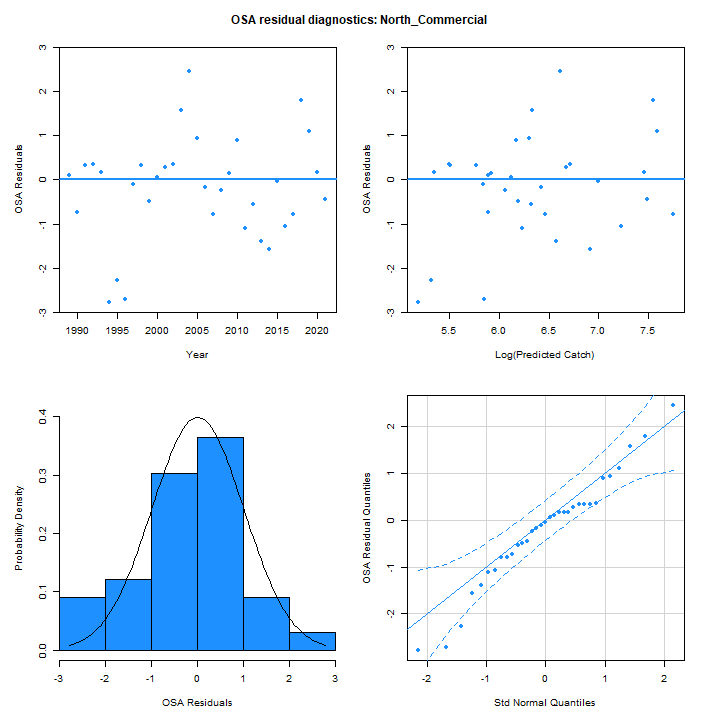 OSA residual diagnostics: North_Commercial
OSA Residuals
3
2
1
0
-1
-2
-3
1990 1995 2000 2005 2010 2015 2020
Year
OSA Residuals
3
2
1
0
-1
-2
-3
5.5 6.0 6.5 7.0 7.5
Log(Predicted Catch)
Probability Density
0.4
0.3
0.2
0.1
0.0
-3 -2 -1 0 1 2 3
OSA Residuals
OSA Residual Quantiles
2
1
0
-1
-2
-2 -1 0 1 2
Std Normal Quantiles